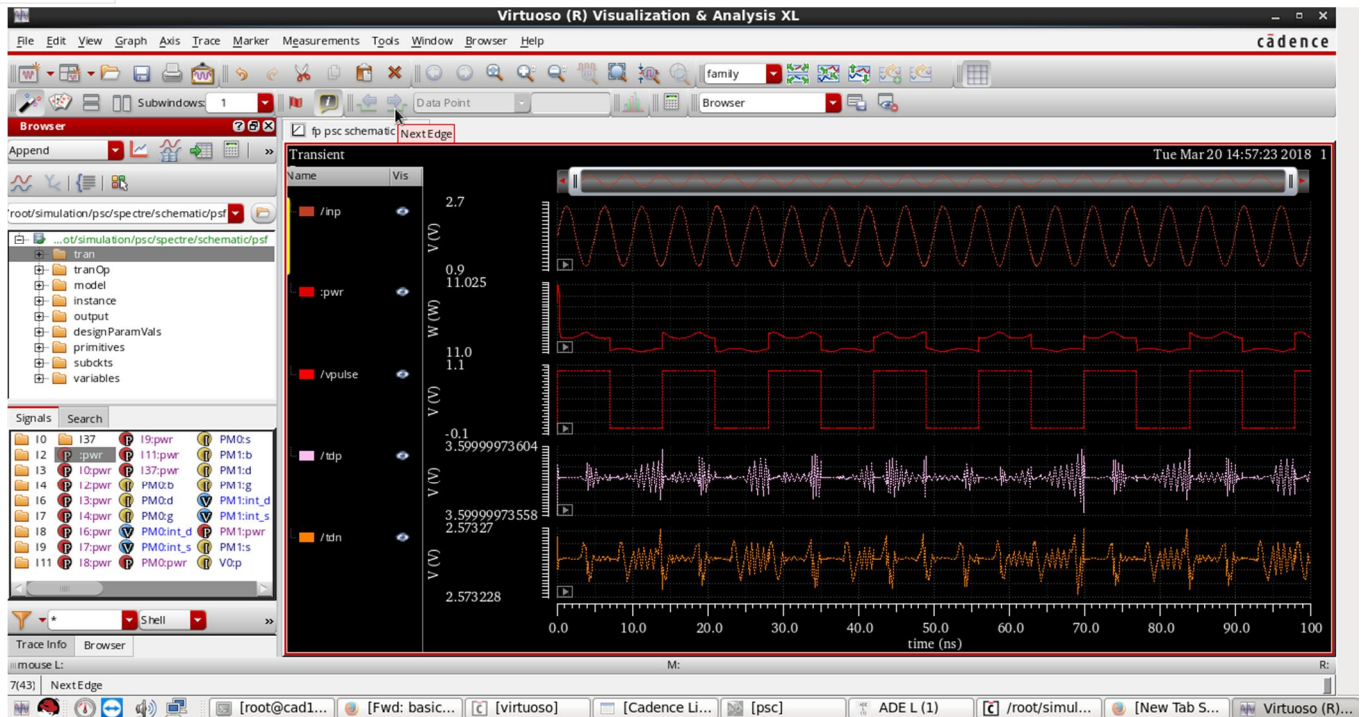 Virtuoso (R) Visualization & Analysis XL
File Edit View Graph Axis Trace Marker Measurements Tools Window Browser Help
cādence
family
Subwindows: 1
Data Point
Browser
Browser
fp psc schematic
Next Edge
Append
»
Transient
Tue Mar 20 14:57:23 2018 1
Name Vis
root/simulation/psc/spectre/schematic/psf
...ot/simulation/psc/spectre/schematic/psf
tran
tranOp
model
instance
output
designParamVals
primitives
subckts
variables
/inp
2.7
V (V)
0.9
:pwr
11.025
W (W)
11.0
/vpulse
1.1
V (V)
-0.1
/tdp
3.59999973604
V (V)
3.59999973558
/tdn
2.57327
V (V)
2.573228
0.0 10.0 20.0 30.0 40.0 50.0 60.0 70.0 80.0 90.0 100
time (ns)
Signals Search
I0 I37 I9:pwr PM0:s
I2 :pwr I11:pwr PM1:b
I3 I0:pwr I37:pwr PM1:d
I4 I2:pwr PM0:b PM1:g
I6 I3:pwr PM0:d PM1:int_d
I7 I4:pwr PM0:g PM1:int_s
I8 I6:pwr PM0:int_d PM1:pwr
I9 I7:pwr PM0:int_s PM1:s
I11 I8:pwr PM0:pwr V0:p
* Shell »
Trace Info Browser
mouse L: M: R:
7(43) Next Edge
[root@cad1... [Fwd: basic... [virtuoso] [Cadence Li... [psc] ADE L (1) /root/simul... [New Tab S... Virtuoso (R)...